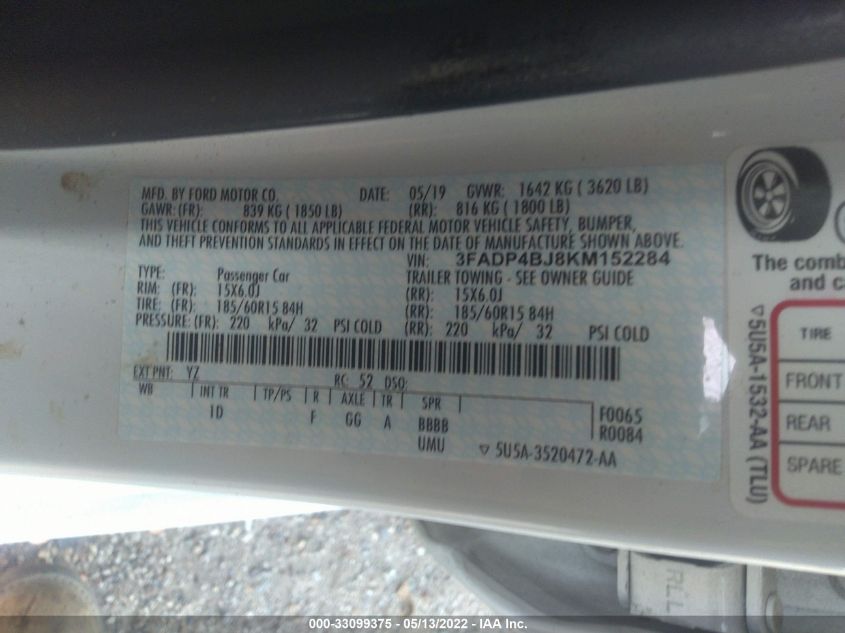 MFD. BY FORD MOTOR CO. DATE: 05/19 GVWR: 1642 KG ( 3620 LB)
GAWR: (FR): 839 KG ( 1850 LB) (RR): 816 KG ( 1800 LB)
THIS VEHICLE CONFORMS TO ALL APPLICABLE FEDERAL MOTOR VEHICLE SAFETY, BUMPER,
AND THEFT PREVENTION STANDARDS IN EFFECT ON THE DATE OF MANUFACTURE SHOWN ABOVE.
VIN: 3FADP4BJ8KM152284
TYPE: Passenger Car TRAILER TOWING - SEE OWNER GUIDE
RIM: (FR): 15X6.0J (RR): 15X6.0J
TIRE: (FR): 185/60R15 84H (RR): 185/60R15 84H
PRESSURE: (FR): 220 kPa/ 32 PSI COLD (RR): 220 kPa/ 32 PSI COLD
EXT PNT: YZ RC: 52 DSO:
WB INT TR TP/PS R AXLE TR SPR
ID F GG A BBBB
UMU
F0065
R0084
▽ 5U5A-3520472-AA
The comb
and ca
▽5U5A-1532-AA (TLU)
TIRE
FRONT
REAR
SPARE
RLL
000-33099375 - 05/13/2022 - IAA Inc.